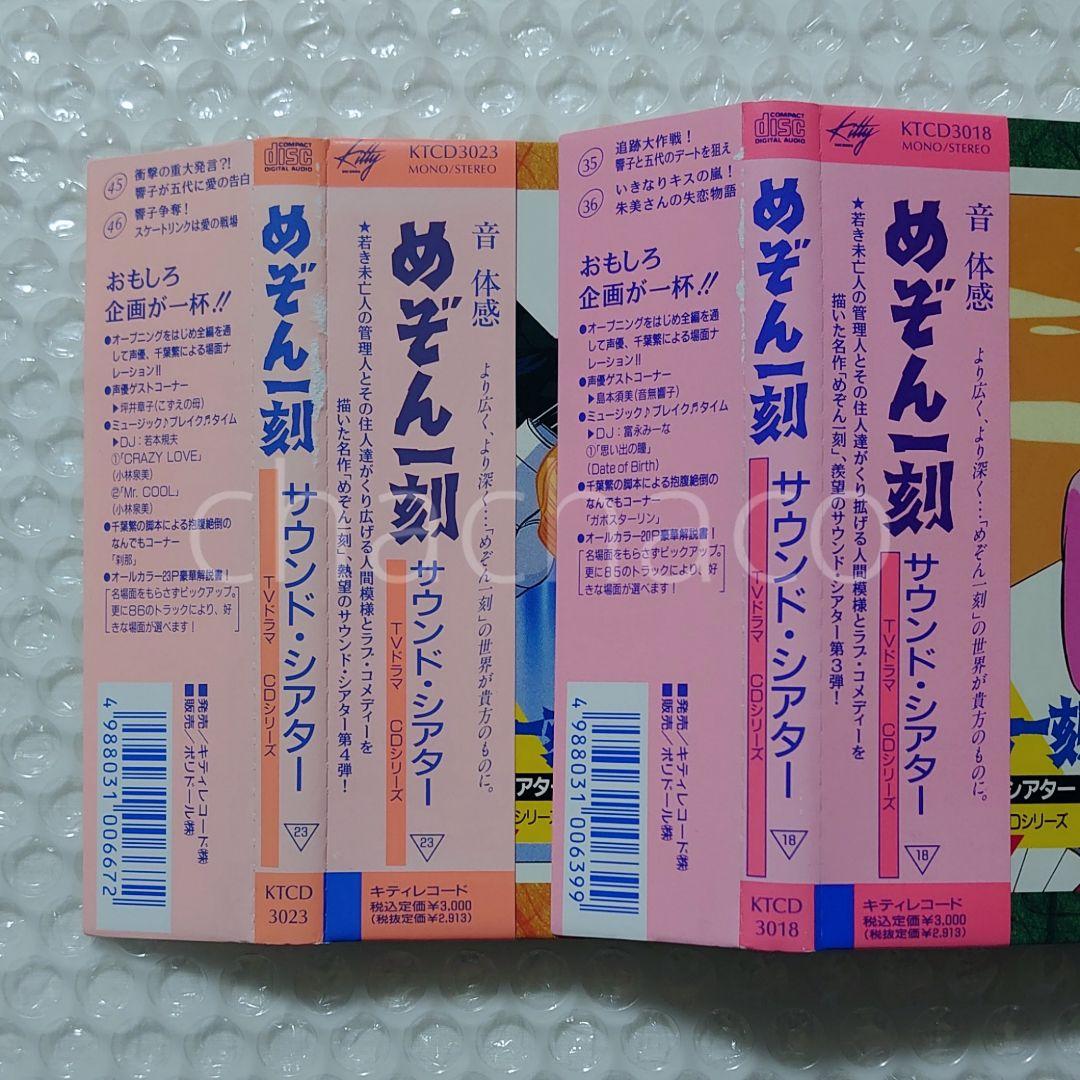 ㊺ 衝撃の重大発言?!
響子が五代に愛の告白
㊻ 響子争奪!
スケートリンクは愛の戦場
おもしろ
企画が一杯!!
●オープニングをはじめ全編を通
して声優、千葉繁による場面ナ
レーション!!
●声優ゲストコーナー
▶坪井章子(こずえの母)
●ミュージック♪ブレイク♬タイム
▶DJ:若本規夫
①「CRAZY LOVE」
(小林泉美)
②「Mr. COOL」
(小林泉美)
●千葉繁の脚本による抱腹絶倒の
なんでもコーナー
「刹那」
●オールカラー23P豪華解説書!
名場面をもらさずピックアップ。
更に86のトラックにより、好
きな場面が選べます!
4 988031 006672
■発売/キティレコード㈱
■販売/ポリドール㈱
COMPACT
disc
DIGITAL AUDIO
めぞん一刻
サウンド・シアター
TVドラマ CDシリーズ
23
KTCD
3023
Kitty
RECORDS
KTCD3023
MONO/STEREO
音 体感
より広く、より深く…「めぞん一刻」の世界が貴方のものに。
めぞん一刻
サウンド・シアター
TVドラマ CDシリーズ
23
★若き未亡人の管理人とその住人達がくり広げる人間模様とラブ・コメディーを
描いた名作「めぞん一刻」、熱望のサウンド・シアター第4弾!
キティレコード
税込定価¥3,000
(税抜定価¥2,913)
シアター
シリーズ
㉟ 追跡大作戦!
響子と五代のデートを狙え
㊱ いきなりキスの嵐!
朱美さんの失恋物語
おもしろ
企画が一杯!!
●オープニングをはじめ全編を通
して声優、千葉繁による場面ナ
レーション!!
●声優ゲストコーナー
▶島本須美(音無響子)
●ミュージック♪ブレイク♬タイム
▶DJ:富永みーな
①「思い出の瞳」
(Date of Birth)
●千葉繁の脚本による抱腹絶倒の
なんでもコーナー
「ガボスターリン」
●オールカラー20P豪華解説書!
名場面をもらさずピックアップ。
更に85のトラックにより、好
きな場面が選べます!
4 988031 006399
■発売/キティレコード㈱
■販売/ポリドール㈱
COMPACT
disc
DIGITAL AUDIO
めぞん一刻
サウンド・シアター
TVドラマ CDシリーズ
18
KTCD
3018
Kitty
RECORDS
KTCD3018
MONO/STEREO
音 体感
より広く、より深く…「めぞん一刻」の世界が貴方のものに。
めぞん一刻
サウンド・シアター
TVドラマ CDシリーズ
18
★若き未亡人の管理人とその住人達がくり拡げる人間模様とラブ・コメディーを
描いた名作「めぞん一刻」、羨望のサウンド・シアター第3弾!
キティレコード
税込定価¥3,000
(税抜定価¥2,913)
一刻
シアター
Dシリーズ
chachaco